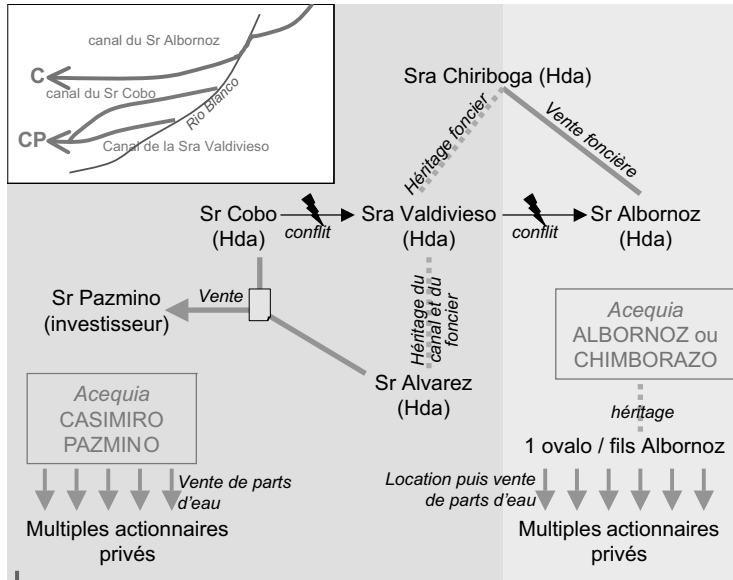 canal du Sr Albornoz
C
canal du Sr Cobo
Rio Blanco
CP
Canal de la Sra Valdivieso
Sra Chiriboga (Hda)
Héritage foncier
Vente foncière
Sr Cobo
(Hda)
conflit
Sra Valdivieso
(Hda)
conflit
Sr Albornoz
(Hda)
Sr Pazmino
(investisseur)
Vente
Héritage du
canal et du
foncier
Sr Alvarez
(Hda)
Acequia
CASIMIRO
PAZMINO
Vente de parts
d’eau
Multiples actionnaires
privés
Acequia
ALBORNOZ ou
CHIMBORAZO
héritage
1 ovalo / fils Albornoz
Location puis vente
de parts d’eau
Multiples actionnaires
privés